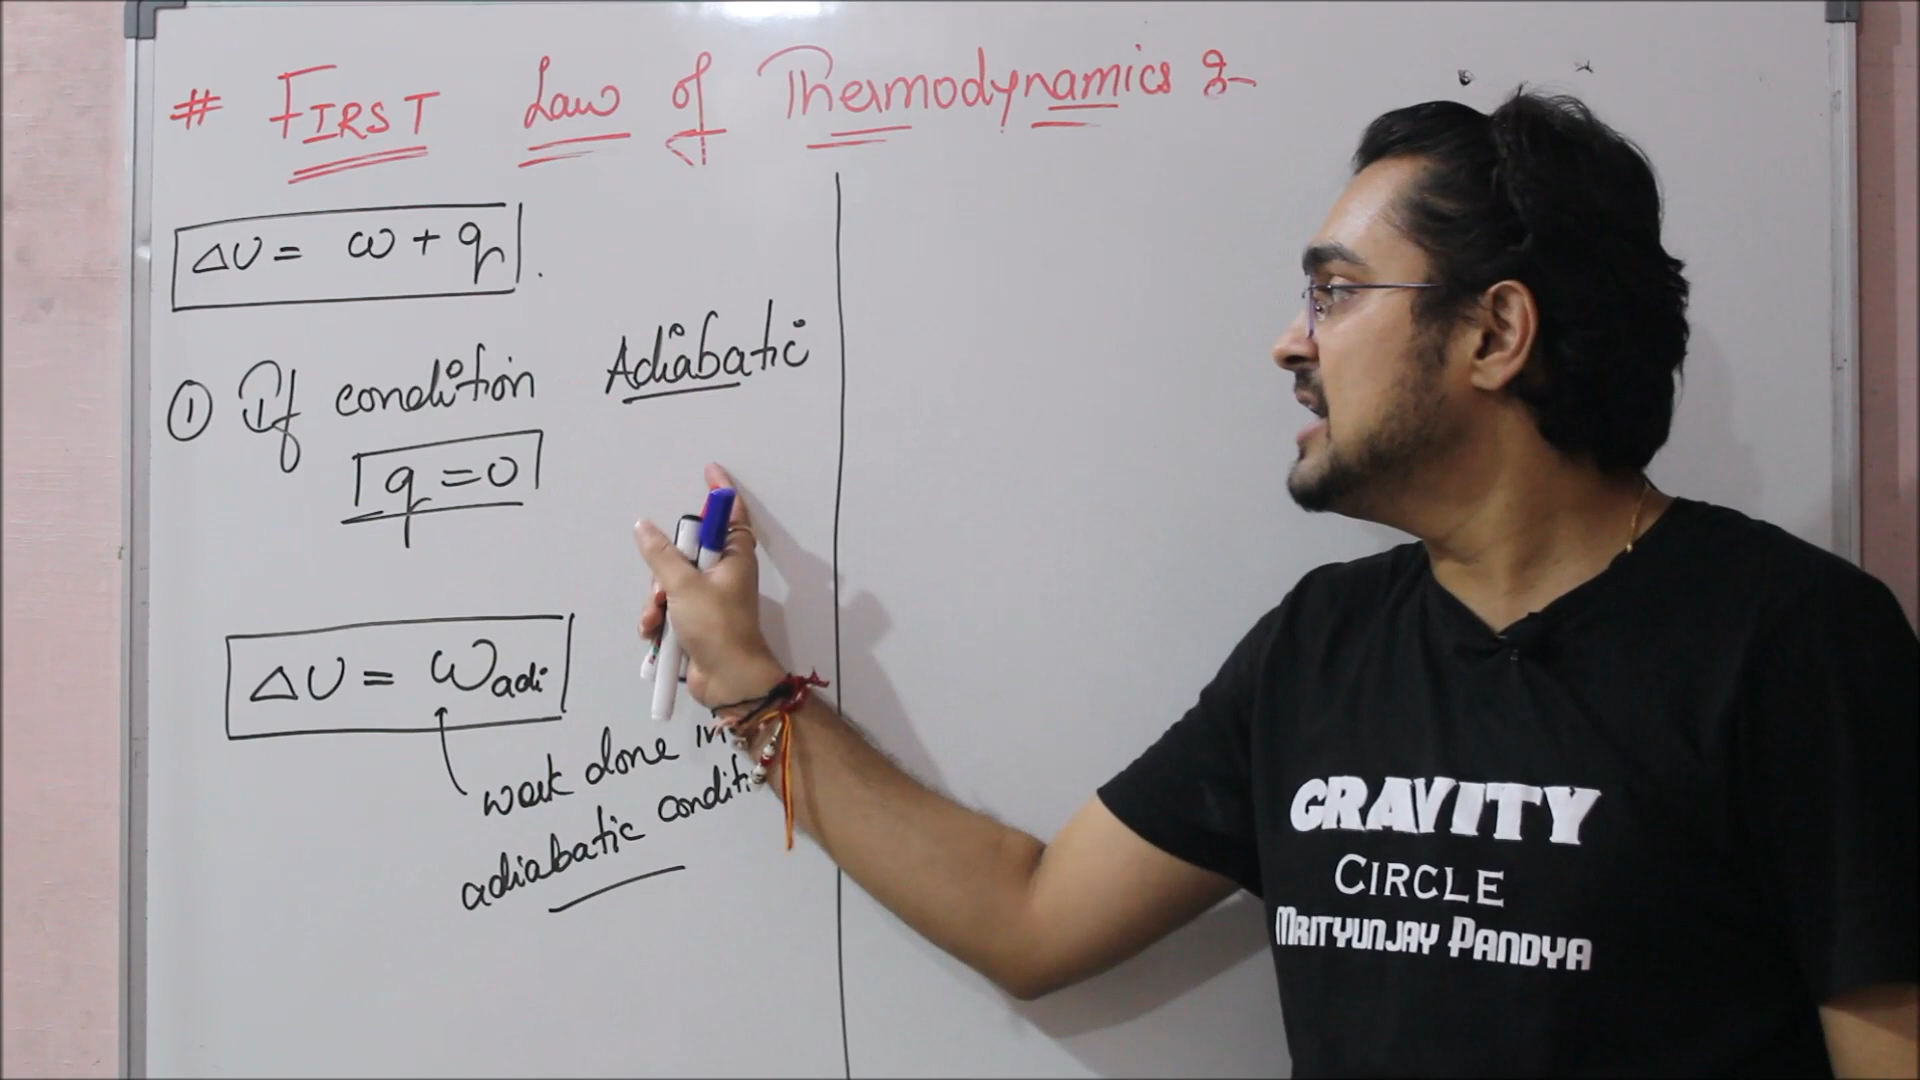 # FIRST Law of Thermodynamics :-
ΔU = w + q.
① If condition Adiabatic
q = 0
ΔU = Wadi
work done in
adiabatic conditi
GRAVITY
CIRCLE
MRITYUNJAY PANDYA